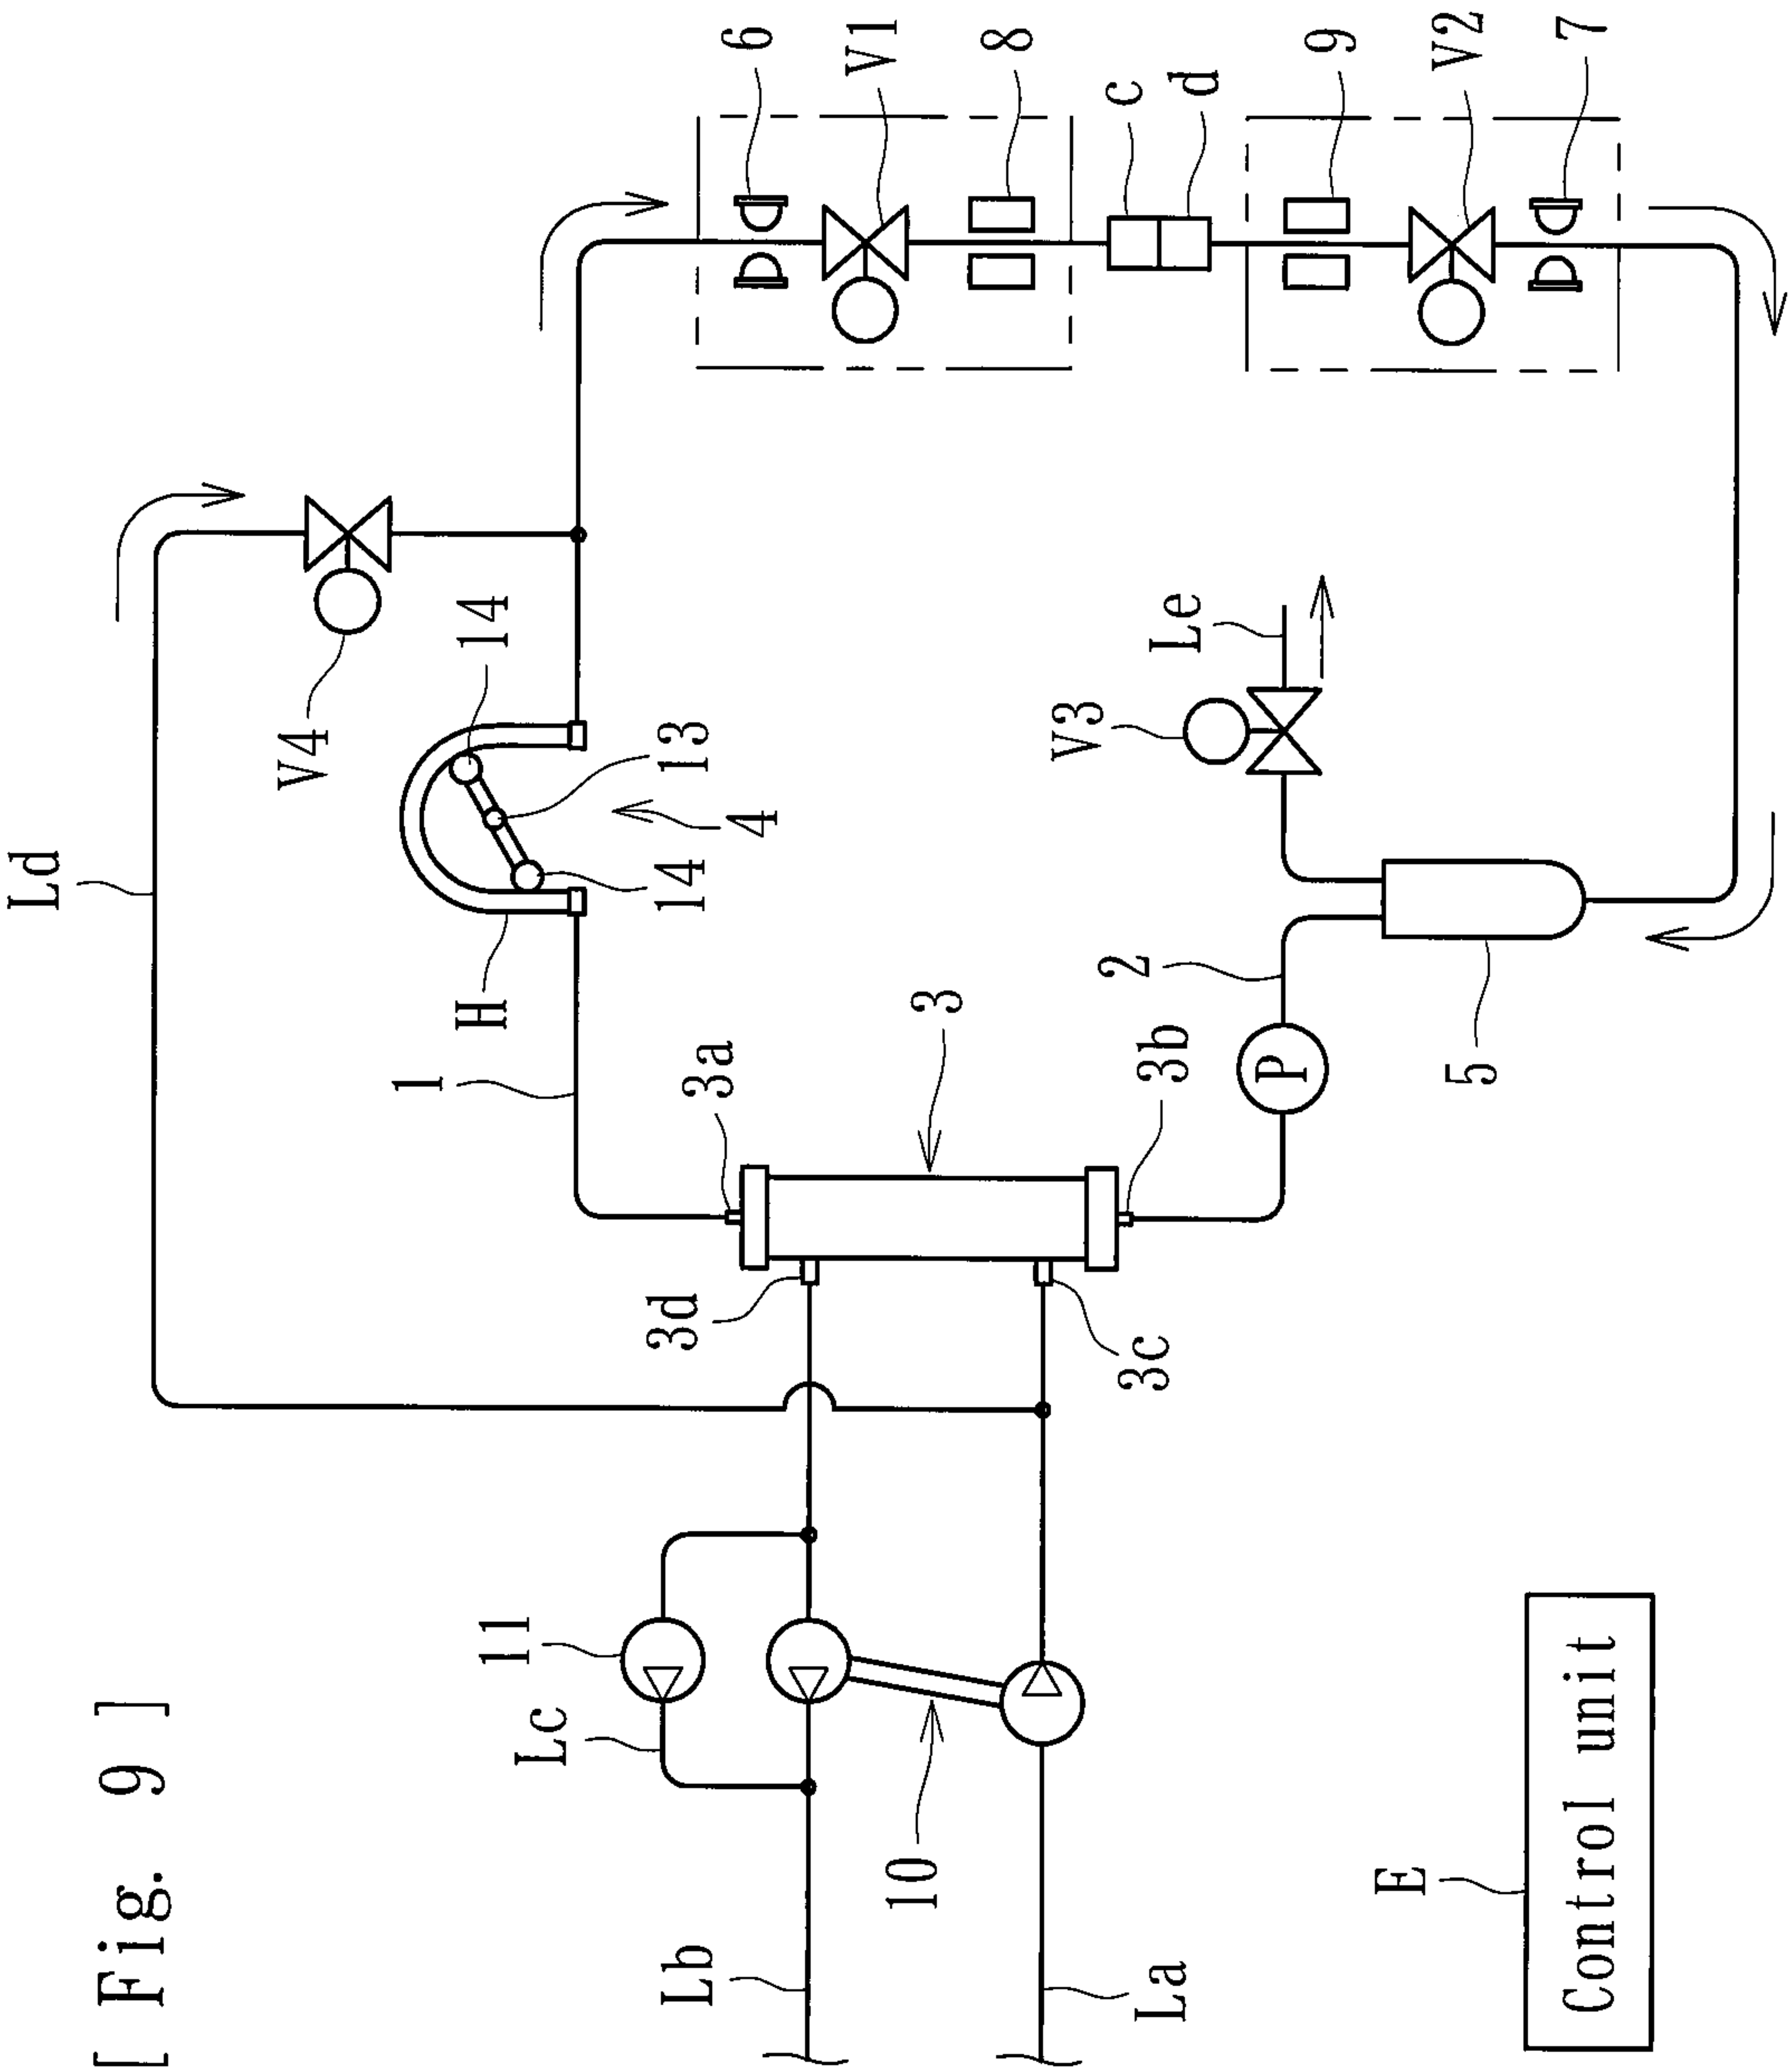 [ Fig. 9 ]
Ld
V4
14
H
14
13
4
1
6
V1
8
c
d
9
V2
7
Le
V3
2
5
P
3
3a
3b
3d
3c
11
Lc
10
Lb
La
E
Control unit